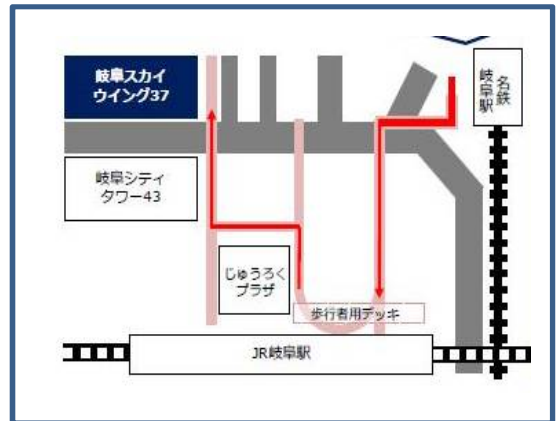 岐阜スカイ
ウイング37
名鉄
岐阜駅
岐阜シティ
タワー43
じゅうろく
プラザ
歩行者用デッキ
JR岐阜駅